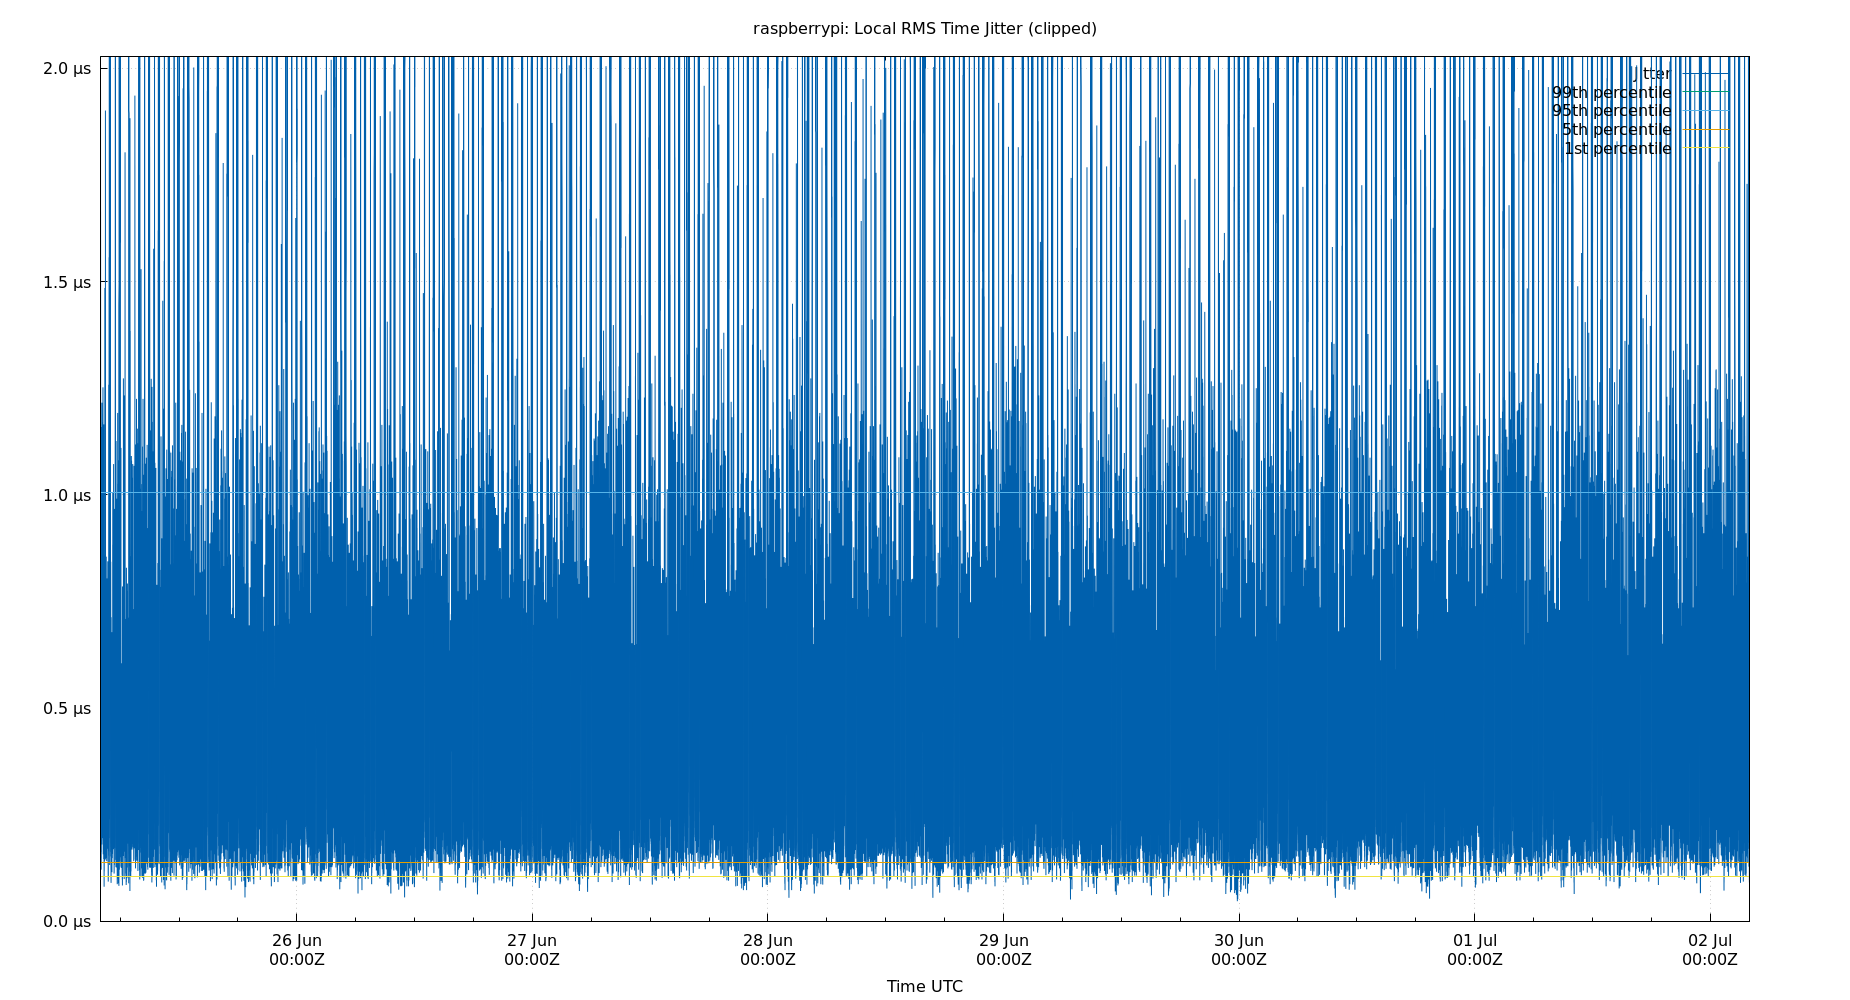 raspberrypi: Local RMS Time Jitter (clipped)
2.0 µs
1.5 µs
1.0 µs
0.5 µs
0.0 µs
Jitter
99th percentile
95th percentile
5th percentile
1st percentile
26 Jun 27 Jun 28 Jun 29 Jun 30 Jun 01 Jul 02 Jul
00:00Z 00:00Z 00:00Z 00:00Z 00:00Z 00:00Z 00:00Z
Time UTC